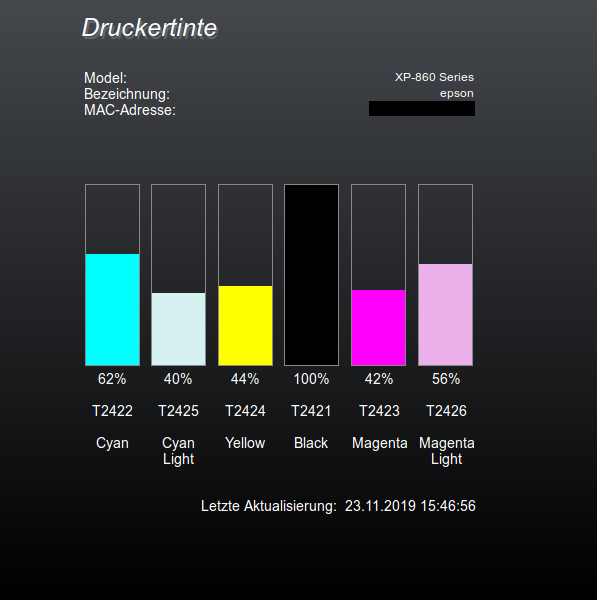 Druckertinte
Model: XP-860 Series
Bezeichnung: epson
MAC-Adresse:
62% 40% 44% 100% 42% 56%
T2422 T2425 T2424 T2421 T2423 T2426
Cyan Cyan Yellow Black Magenta Magenta
Light Light
Letzte Aktualisierung: 23.11.2019 15:46:56